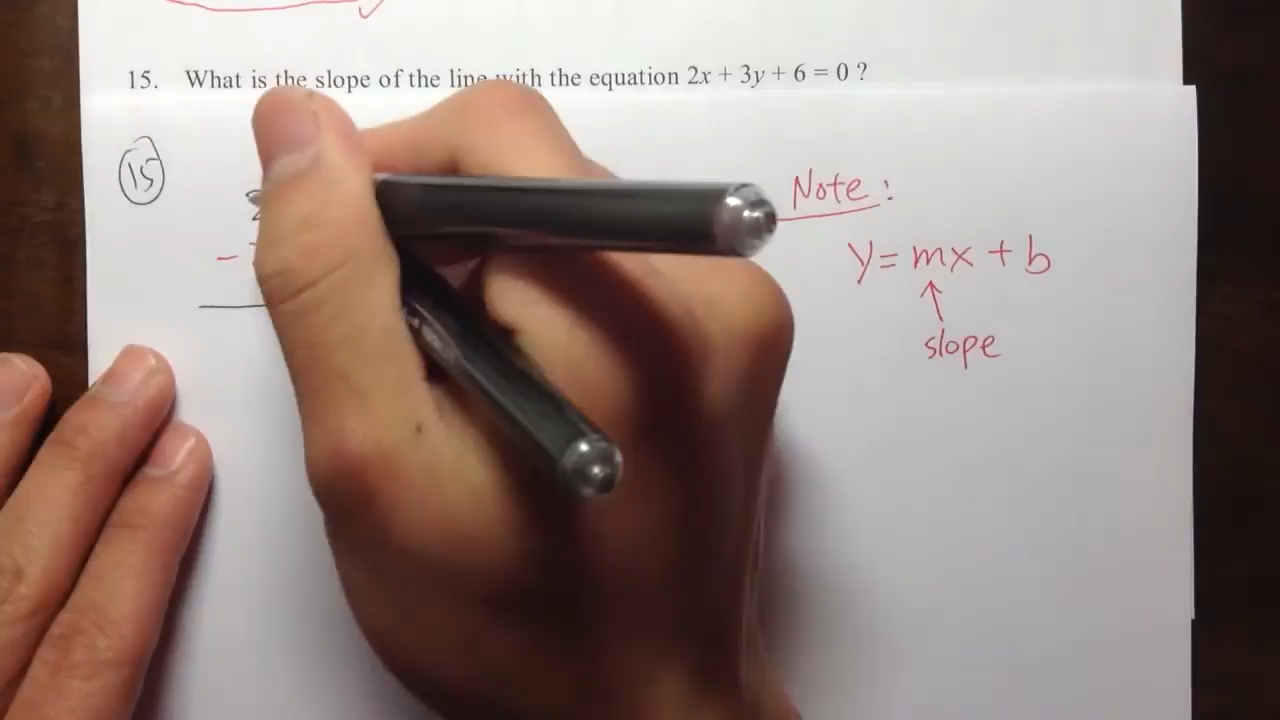 15. What is the slope of the line with the equation 2x + 3y + 6 = 0 ?
15
Note :
2
y = mx + b
-
slope